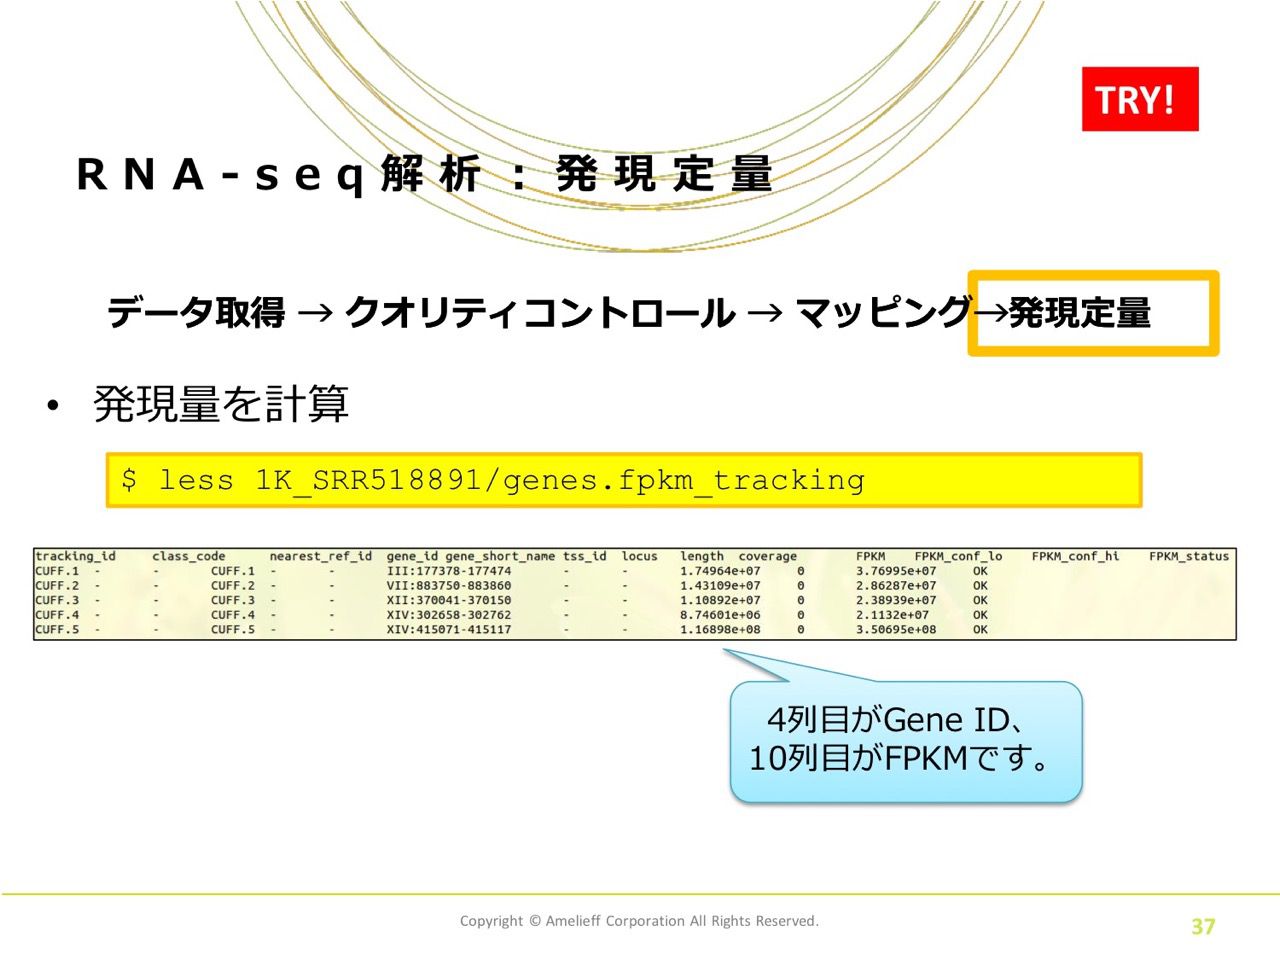 TRY!
RNA-seq解析：発現定量
データ取得 → クオリティコントロール → マッピング→発現定量
• 発現量を計算
$ less 1K_SRR518891/genes.fpkm_tracking
tracking_id class_code nearest_ref_id gene_id gene_short_name tss_id locus length coverage FPKM FPKM_conf_lo FPKM_conf_hi FPKM_status
CUFF.1 - - CUFF.1 - - III:177378-177474 - - 1.74964e+07 0 3.76995e+07 OK
CUFF.2 - - CUFF.2 - - VII:883750-883860 - - 1.43109e+07 0 2.86287e+07 OK
CUFF.3 - - CUFF.3 - - XII:370041-370150 - - 1.10892e+07 0 2.38939e+07 OK
CUFF.4 - - CUFF.4 - - XIV:302658-302762 - - 8.74601e+06 0 2.1132e+07 OK
CUFF.5 - - CUFF.5 - - XIV:415071-415117 - - 1.16898e+08 0 3.50695e+08 OK
4列目がGene ID、
10列目がFPKMです。
Copyright © Amelieff Corporation All Rights Reserved.
37